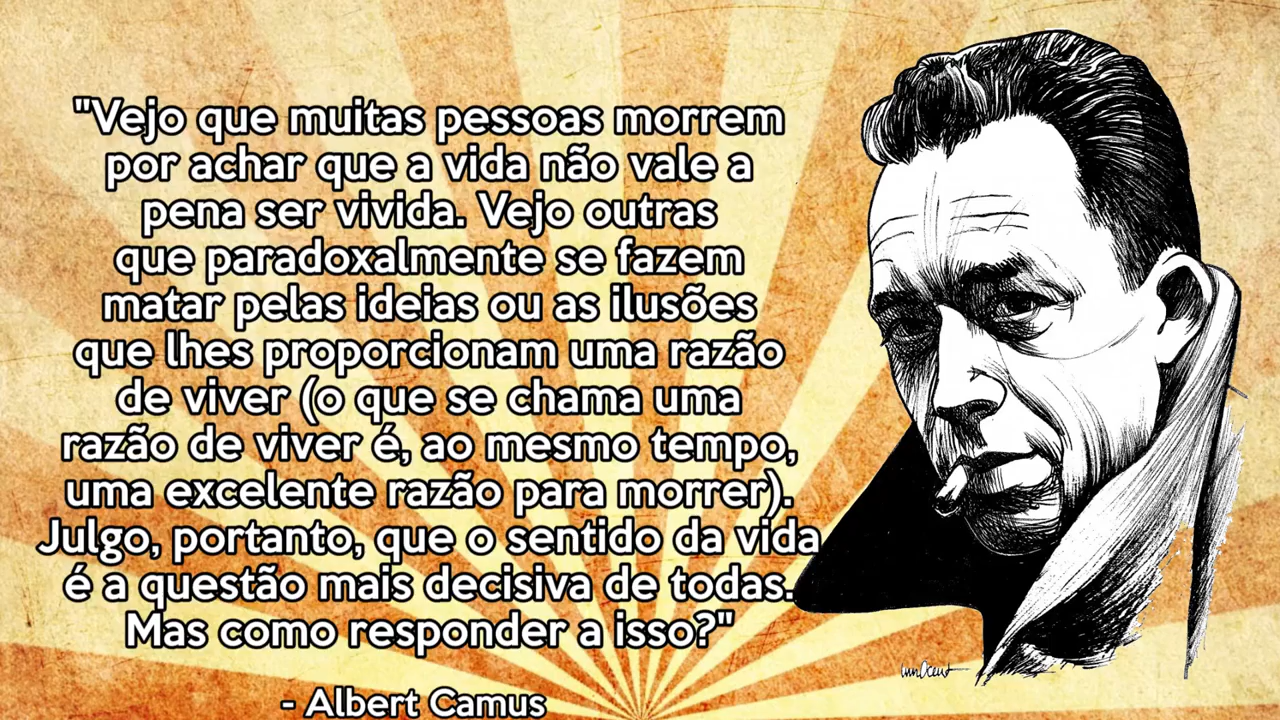 "Vejo que muitas pessoas morrem
por achar que a vida não vale a
pena ser vivida. Vejo outras
que paradoxalmente se fazem
matar pelas ideias ou as ilusões
que lhes proporcionam uma razão
de viver (o que se chama uma
razão de viver é, ao mesmo tempo,
uma excelente razão para morrer).
Julgo, portanto, que o sentido da vida
é a questão mais decisiva de todas.
Mas como responder a isso?"
- Albert Camus